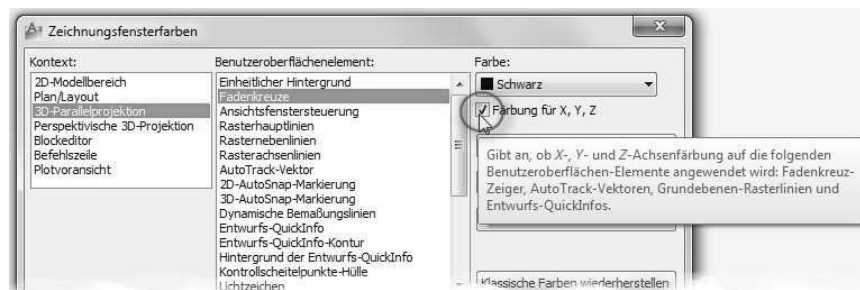 Zeichnungsfensterfarben
Kontext:
2D-Modellbereich
Plan/Layout
3D-Parallelprojektion
Perspektivische 3D-Projektion
Blockeditor
Befehlszeile
Plotvoransicht
Benutzeroberflächenelement:
Einheitlicher Hintergrund
Fadenkreuze
Ansichtsfenstersteuerung
Rasterhauptlinien
Rasternebenlinien
Rasterachsenlinien
AutoTrack-Vektor
2D-AutoSnap-Markierung
3D-AutoSnap-Markierung
Dynamische Bemaßungslinien
Entwurfs-QuickInfo
Entwurfs-QuickInfo-Kontur
Hintergrund der Entwurfs-QuickInfo
Kontrollscheitelpunkte-Hülle
Lichtzeichen
Farbe:
Schwarz
Färbung für X, Y, Z
Gibt an, ob X-, Y- und Z-Achsenfärbung auf die folgenden
Benutzeroberflächen-Elemente angewendet wird: Fadenkreuz-
Zeiger, AutoTrack-Vektoren, Grundebenen-Rasterlinien und
Entwurfs-QuickInfos.
Klassische Farben wiederherstellen